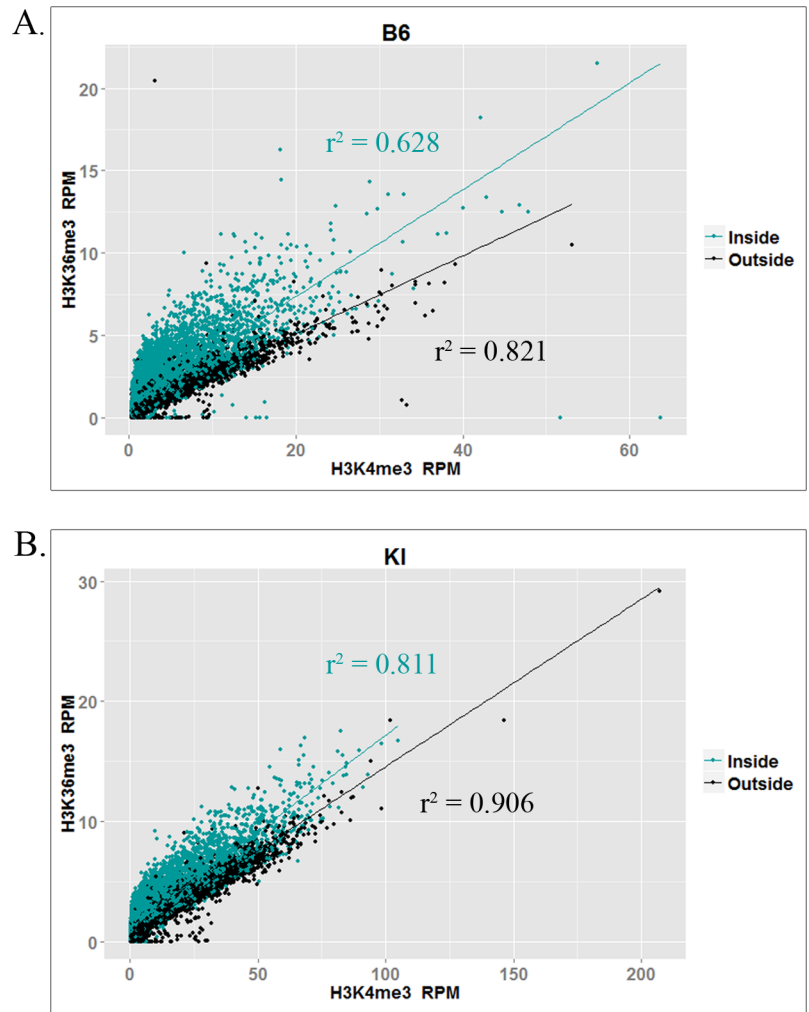 A.
B6
20
15
10
5
0
H3K36me3 RPM
r² = 0.628
r² = 0.821
Inside
Outside
0 20 40 60
H3K4me3 RPM
B.
KI
30
20
10
0
H3K36me3 RPM
r² = 0.811
r² = 0.906
Inside
Outside
0 50 100 150 200
H3K4me3 RPM